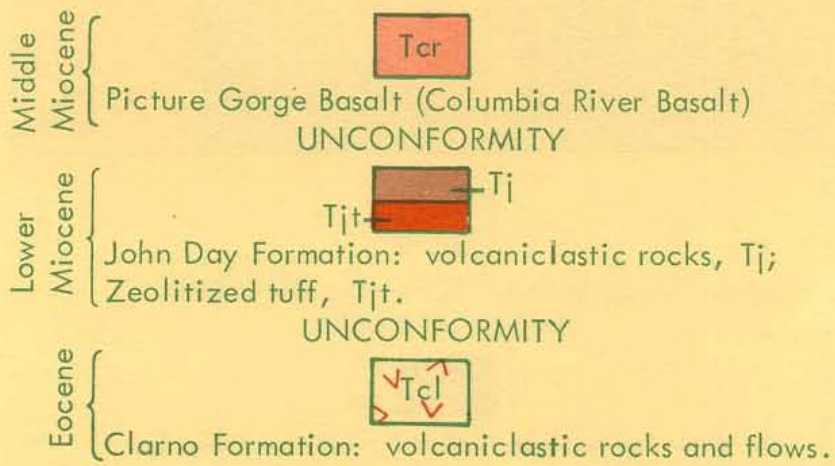 Middle
Miocene
Tcr
Picture Gorge Basalt (Columbia River Basalt)
UNCONFORMITY
Lower
Miocene
Tj
Tjt
John Day Formation: volcaniclastic rocks, Tj;
Zeolitized tuff, Tjt.
UNCONFORMITY
Eocene
Tcl
Clarno Formation: volcaniclastic rocks and flows.